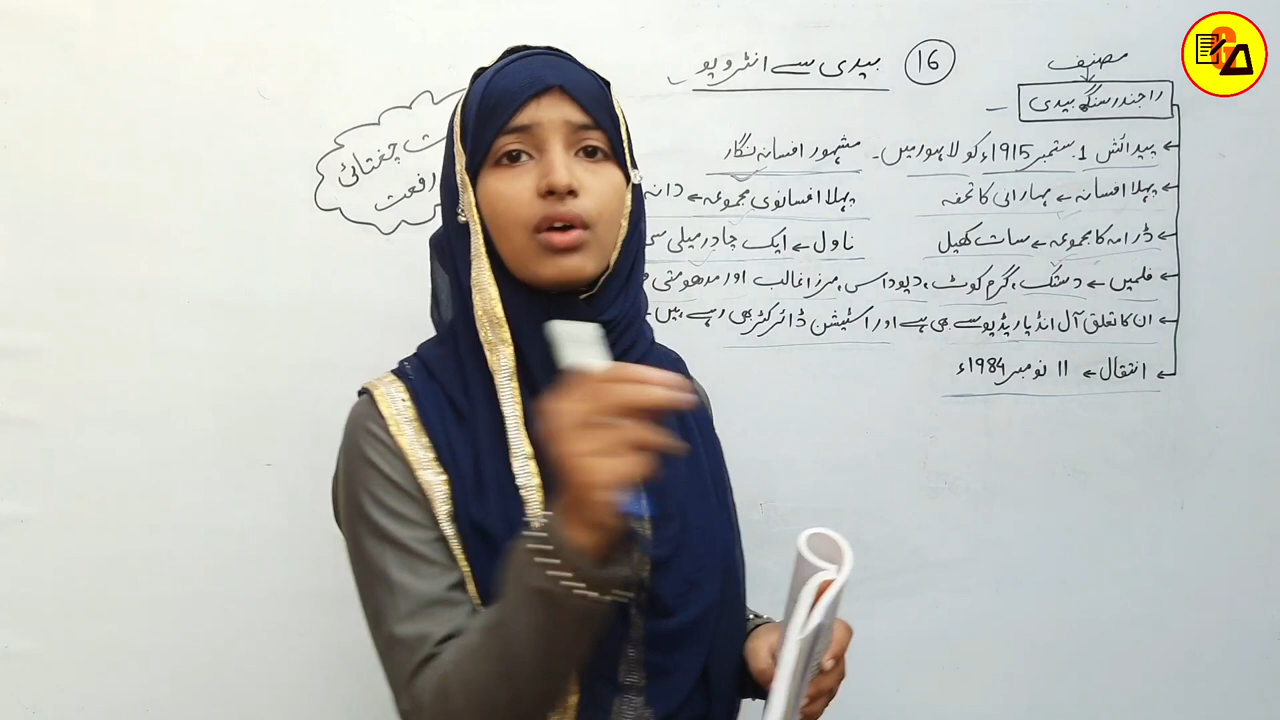 16 بیدی سے انٹرویو
مصنف
راجندر سنگھ بیدی
پیدائش 1 ستمبر 1915ء کو لاہور میں۔ مشہور افسانہ نگار
پہلا افسانہ ← مہارانی کا تحفہ
پہلا افسانوی مجموعہ ← دانہ
ڈرامہ کا مجموعہ ← سات کھیل
ناول ← ایک چادر میلی سی
فلمیں ← دستک، گرم کوٹ، دیوداس، مرزا غالب اور مدھومتی
ان کا تعلق آل انڈیا ریڈیو سے بھی ہے اور اسٹیشن ڈائرکٹر بھی رہے ہیں۔
انتقال ← 11 نومبر 1984ء
چغتائی
رفعت